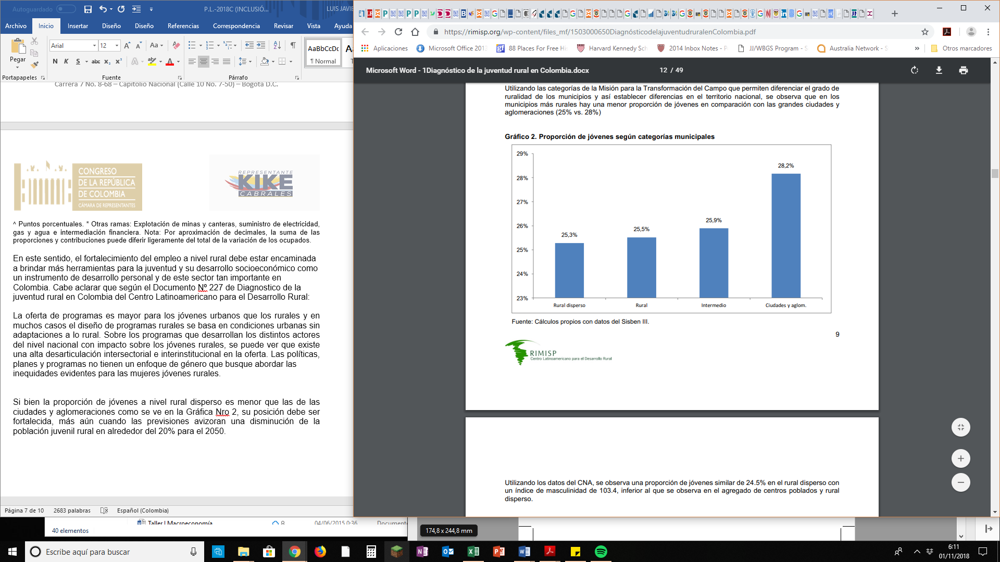 Autoguardado
P.L.-2018C (INCLUSIÓ...
LUIS JAVIE
Archivo
Inicio
Insertar
Diseño
Diseño
Referencias
Correspondencia
Revisar
Vista
Ayuda
Pegar
Portapapeles
Arial
12
Aa
N K S abc x₂ x²
Fuente
Párrafo
AaBbCcDc
¶ Normal
Carrera 7 No. 8-68 – Capitolio Nacional (Calle 10 No. 7-50) – Bogotá D.C.
CONGRESO
DE LA REPÚBLICA
DE COLOMBIA
CÁMARA DE REPRESENTANTES
REPRESENTANTE
KIKE
CABRALES
^ Puntos porcentuales. * Otras ramas: Explotación de minas y canteras, suministro de electricidad,
gas y agua e intermediación financiera. Nota: Por aproximación de decimales, la suma de las
proporciones y contribuciones puede diferir ligeramente del total de la variación de los ocupados.
En este sentido, el fortalecimiento del empleo a nivel rural debe estar encaminada
a brindar más herramientas para la juventud y su desarrollo socioeconómico como
un instrumento de desarrollo personal y de este sector tan importante en
Colombia. Cabe aclarar que según el Documento Nº 227 de Diagnostico de la
juventud rural en Colombia del Centro Latinoamericano para el Desarrollo Rural:
La oferta de programas es mayor para los jóvenes urbanos que los rurales y en
muchos casos el diseño de programas rurales se basa en condiciones urbanas sin
adaptaciones a lo rural. Sobre los programas que desarrollan los distintos actores
del nivel nacional con impacto sobre los jóvenes rurales, se puede ver que existe
una alta desarticulación intersectorial e interinstitucional en la oferta. Las políticas,
planes y programas no tienen un enfoque de género que busque abordar las
inequidades evidentes para las mujeres jóvenes rurales.
Si bien la proporción de jóvenes a nivel rural disperso es menor que las de las
ciudades y aglomeraciones como se ve en la Gráfica Nro 2, su posición debe ser
fortalecida, más aún cuando las previsiones avizoran una disminución de la
población juvenil rural en alrededor del 20% para el 2050.
Página 7 de 10
2683 palabras
Español (Colombia)
Taller I Macroeconomía
8
04/06/2015 0:36
Document
40 elementos
https://rimisp.org/wp-content/files_mf/1503000650DiagnósticodelajuventudruralenColombia.pdf
Aplicaciones
Microsoft Office 2013
88 Places For Free His
Harvard Kennedy Sch
2014 Inbox Notes - P
JJ/WBGS Program - S
Australia Network - S
»
Otros marcadores
Microsoft Word - 1Diagnóstico de la juventud rural en Colombia.docx
12 / 49
Utilizando las categorías de la Misión para la Transformación del Campo que permiten diferenciar el grado de
ruralidad de los municipios y así establecer diferencias en el territorio nacional, se observa que en los
municipios más rurales hay una menor proporción de jóvenes en comparación con las grandes ciudades y
aglomeraciones (25% vs. 28%)
Gráfico 2. Proporción de jóvenes según categorías municipales
29%
28%
27%
26%
25%
24%
23%
25,3%
25,5%
25,9%
28,2%
Rural disperso
Rural
Intermedio
Ciudades y aglom.
Fuente: Cálculos propios con datos del Sisben III.
9
RIMISP
Centro Latinoamericano para el Desarrollo Rural
Utilizando los datos del CNA, se observa una proporción de jóvenes similar de 24.5% en el rural disperso con
un índice de masculinidad de 103.4, inferior al que se observa en el agregado de centros poblados y rural
disperso.
174,8 x 244,8 mm
Escribe aquí para buscar
6:11
01/11/2018